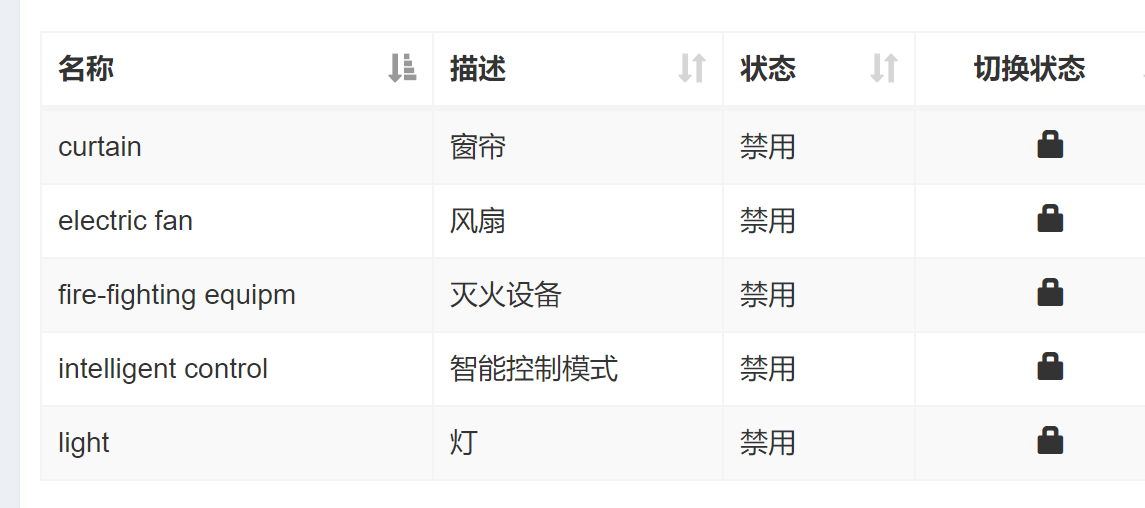 名称 描述 状态 切换状态
curtain 窗帘 禁用
electric fan 风扇 禁用
fire-fighting equipm 灭火设备 禁用
intelligent control 智能控制模式 禁用
light 灯 禁用